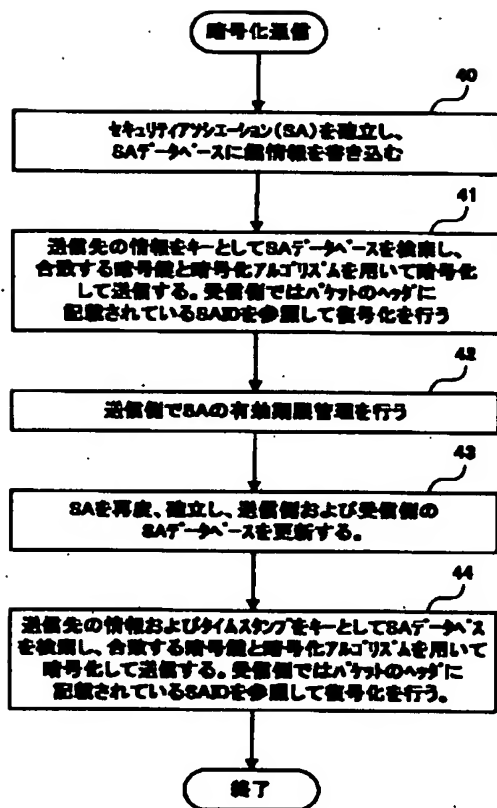 暗号化通信
40
セキュリティアソシエーション(SA)を確立し、
SAデータベースに鍵情報を書き込む
41
送信先の情報をキーとしてSAデータベースを検索し、
合致する暗号鍵と暗号化アルゴリズムを用いて暗号化
して送信する。受信側ではパケットのヘッダに
記載されているSAIDを参照して復号化を行う
42
送信側でSAの有効期限管理を行う
43
SAを再度、確立し、送信側および受信側の
SAデータベースを更新する。
44
送信先の情報およびタイムスタンプをキーとしてSAデータベース
を検索し、合致する暗号鍵と暗号化アルゴリズムを用いて
暗号化して送信する。受信側ではパケットのヘッダに
記載されているSAIDを参照して復号化を行う。
終了